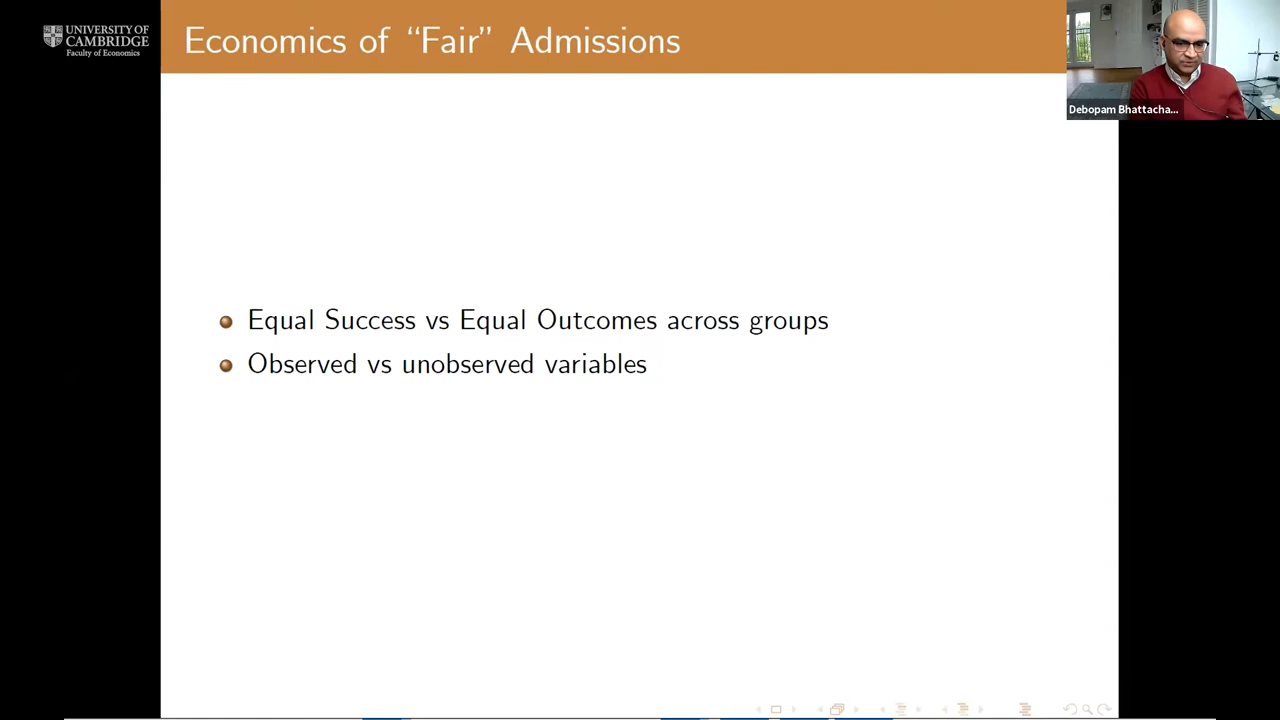 UNIVERSITY OF
CAMBRIDGE
Faculty of Economics
Economics of “Fair” Admissions
Debopam Bhattacha...
Equal Success vs Equal Outcomes across groups
Observed vs unobserved variables